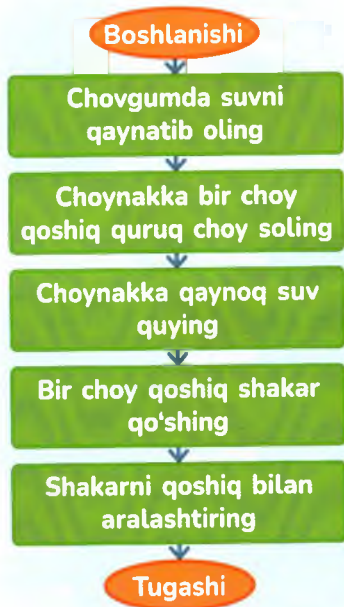 Boshlanishi
Chovgumda suvni
qaynatib oling
Choynakka bir choy
qoshiq quruq choy soling
Choynakka qaynoq suv
quying
Bir choy qoshiq shakar
qo‘shing
Shakarni qoshiq bilan
aralashtiring
Tugashi